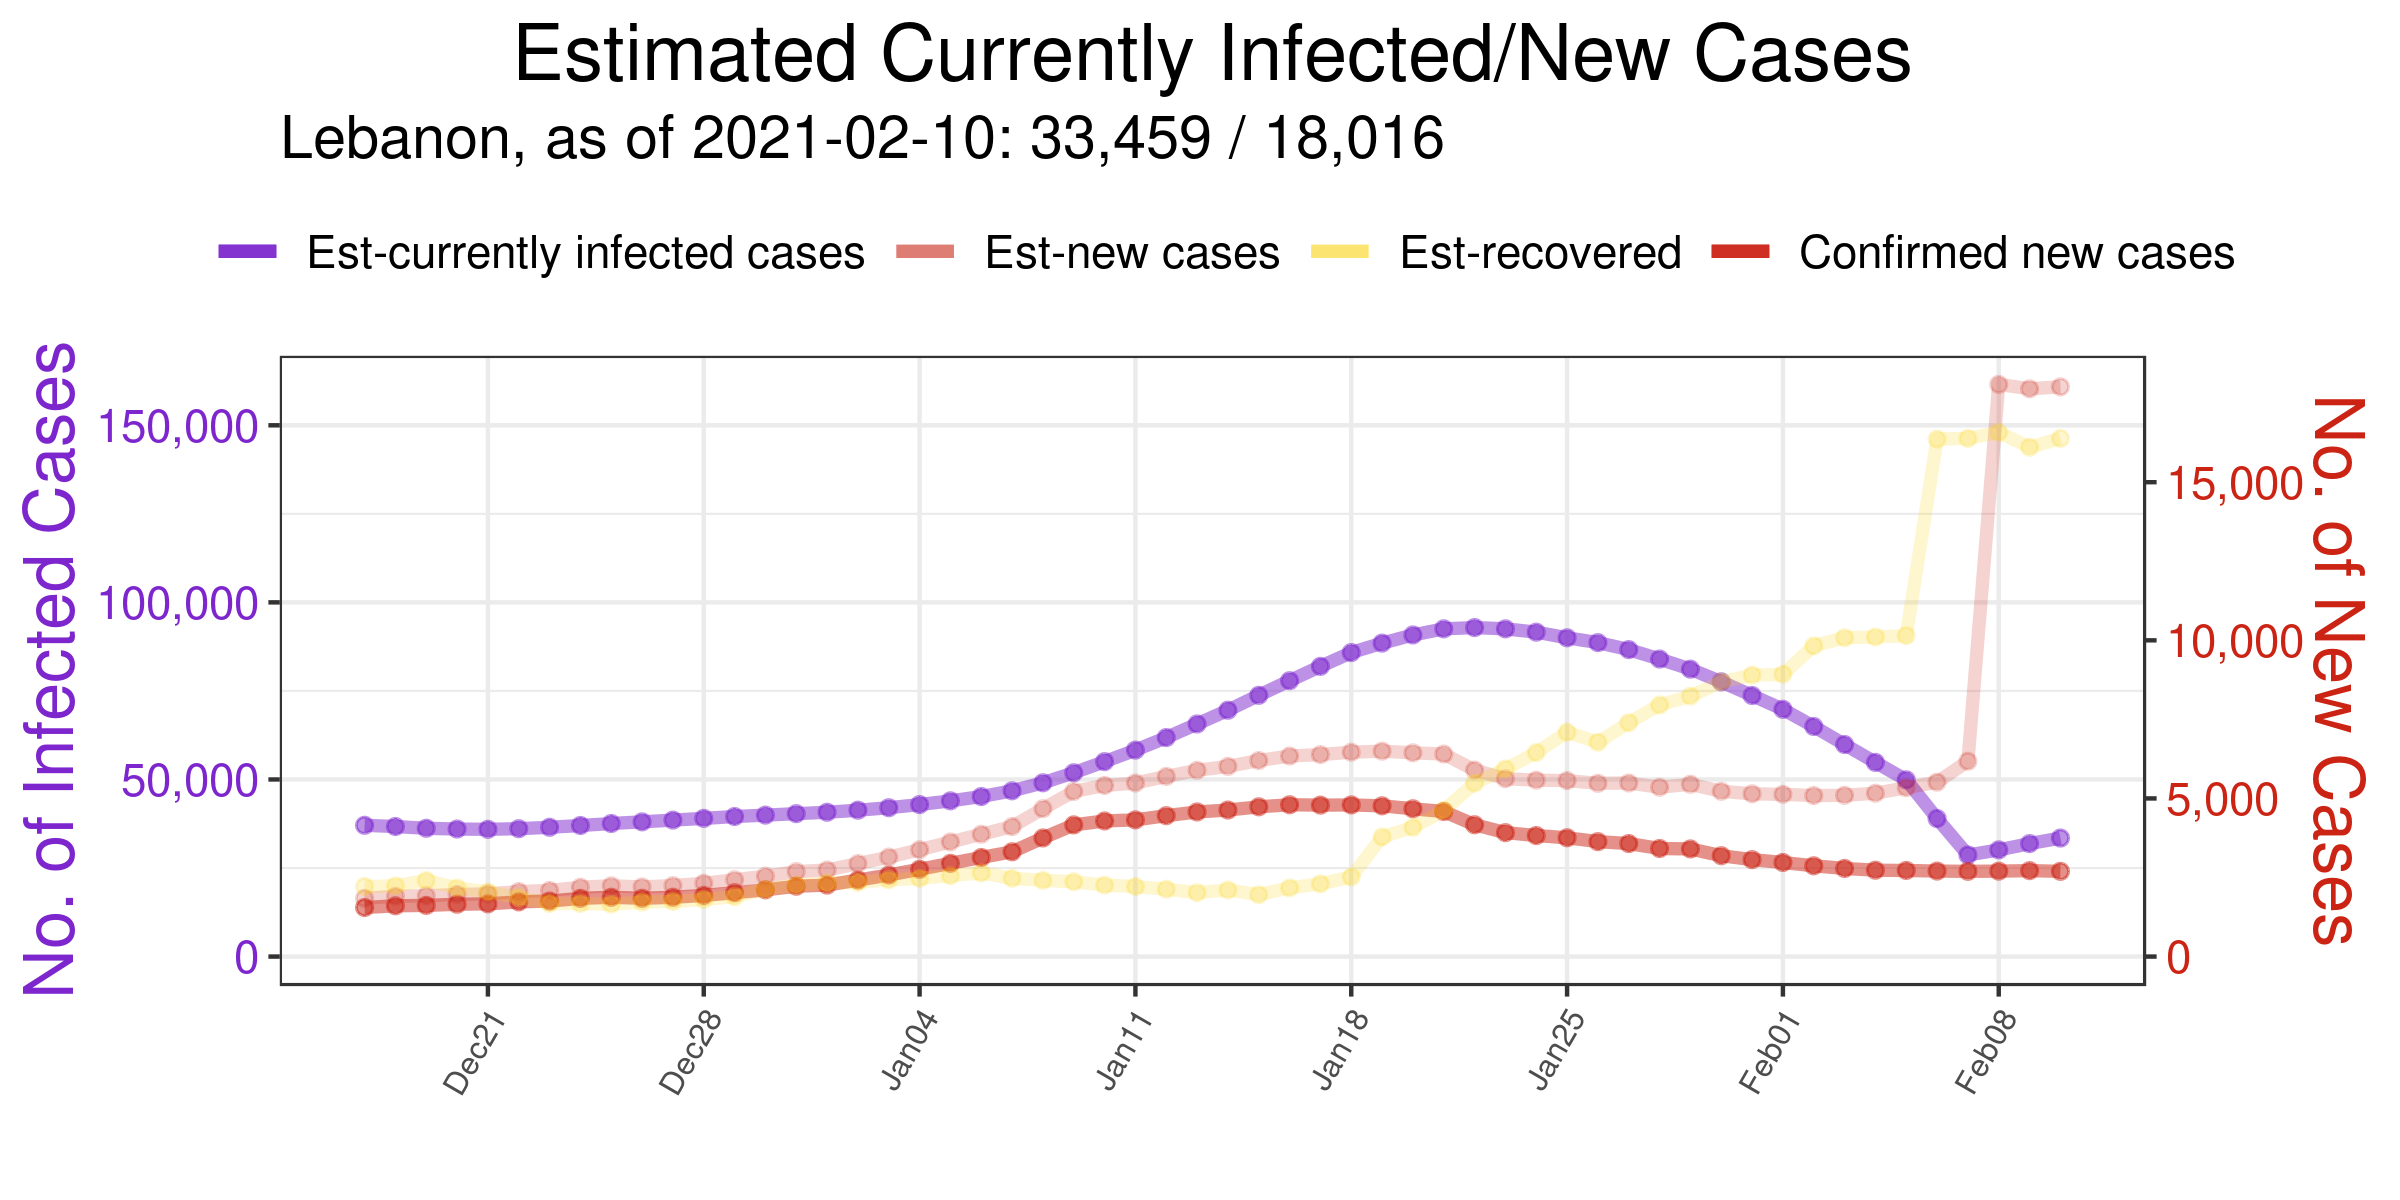 Estimated Currently Infected/New Cases
Lebanon, as of 2021-02-10: 33,459 / 18,016
Est-currently infected cases Est-new cases Est-recovered Confirmed new cases
No. of Infected Cases
150,000
100,000
50,000
0
15,000
10,000
5,000
0
No. of New Cases
Dec21 Dec28 Jan04 Jan11 Jan18 Jan25 Feb01 Feb08